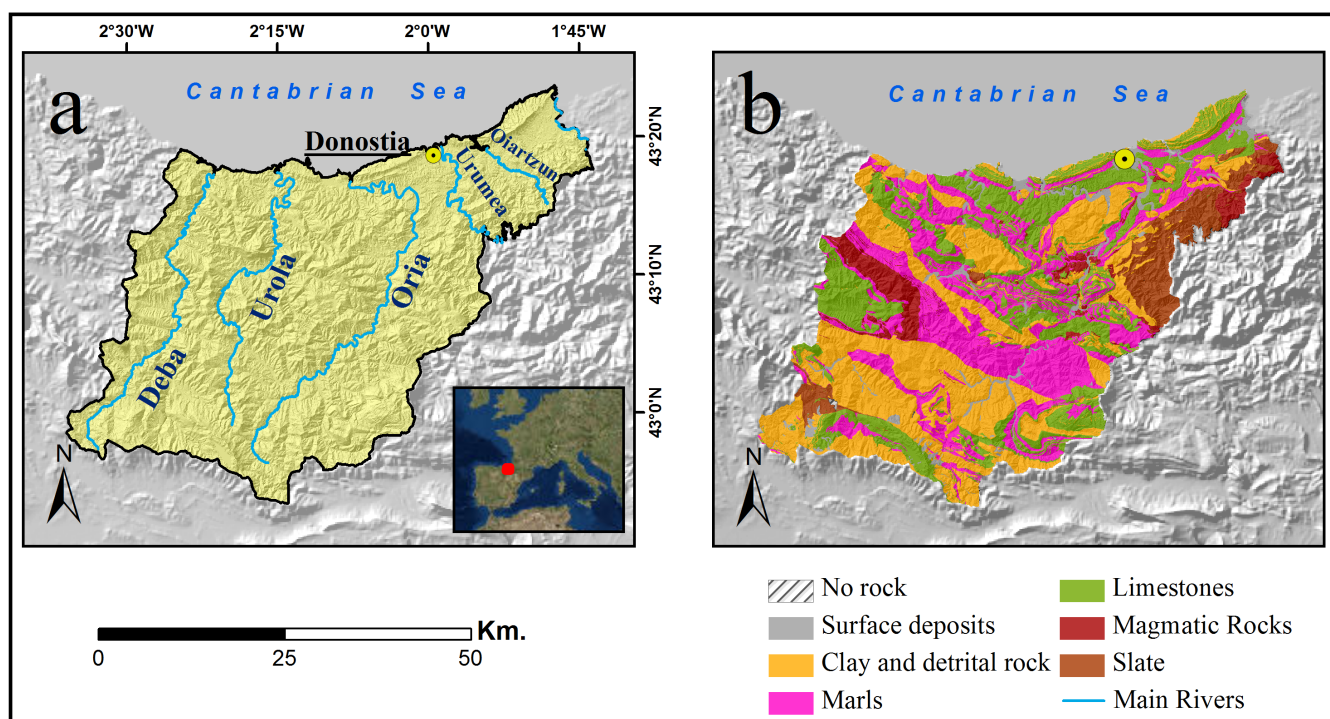 2°30'W 2°15'W 2°0'W 1°45'W
a
Cantabrian Sea
Donostia
Oiartzun
Urumea
Deba
Urola
Oria
43°20'N
43°10'N
43°0'N
N
b
Cantabrian Sea
N
Km.
0 25 50
No rock
Surface deposits
Clay and detrital rock
Marls
Limestones
Magmatic Rocks
Slate
Main Rivers